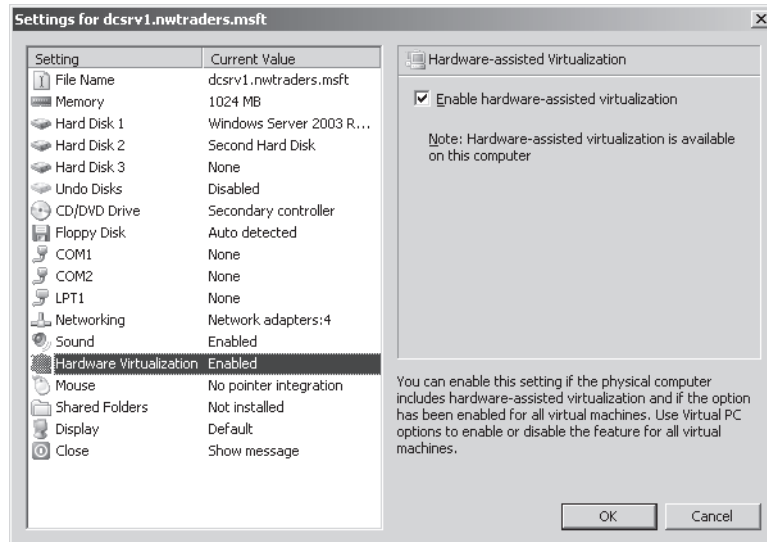 Settings for dcsrv1.nwtraders.msft
Setting Current Value
File Name dcsrv1.nwtraders.msft
Memory 1024 MB
Hard Disk 1 Windows Server 2003 R...
Hard Disk 2 Second Hard Disk
Hard Disk 3 None
Undo Disks Disabled
CD/DVD Drive Secondary controller
Floppy Disk Auto detected
COM1 None
COM2 None
LPT1 None
Networking Network adapters:4
Sound Enabled
Hardware Virtualization Enabled
Mouse No pointer integration
Shared Folders Not installed
Display Default
Close Show message
Hardware-assisted Virtualization
Enable hardware-assisted virtualization
Note: Hardware-assisted virtualization is available
on this computer
You can enable this setting if the physical computer
includes hardware-assisted virtualization and if the option
has been enabled for all virtual machines. Use Virtual PC
options to enable or disable the feature for all virtual
machines.
OK Cancel